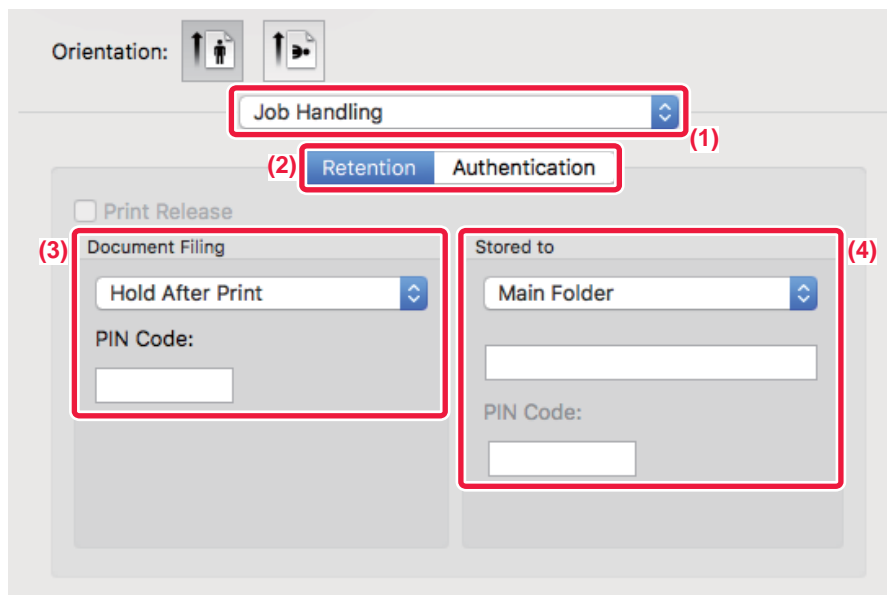 Orientation:
Job Handling
(1)
(2) Retention Authentication
Print Release
(3) Document Filing Stored to (4)
Hold After Print Main Folder
PIN Code:
PIN Code: